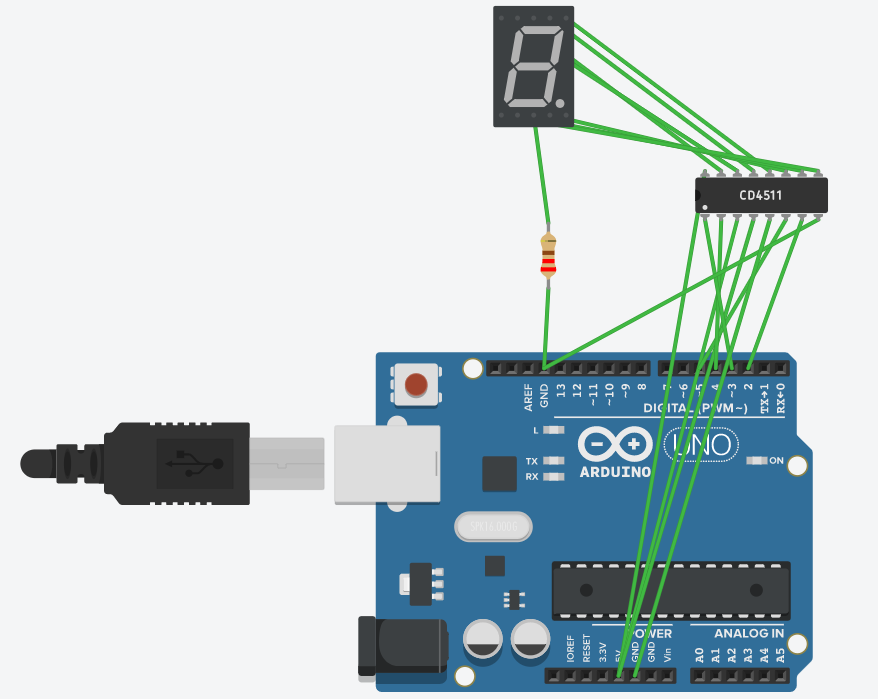 CD4511
AREF
GND
13
12
~11
~10
~9
8
7
~6
~5
4
~3
2
TX→1
RX←0
DIGITAL (PWM~)
L
TX
RX
ARDUINO
UNO
ON
POWER
ANALOG IN
IOREF
RESET
3.3V
5V
GND
GND
Vin
A0
A1
A2
A3
A4
A5